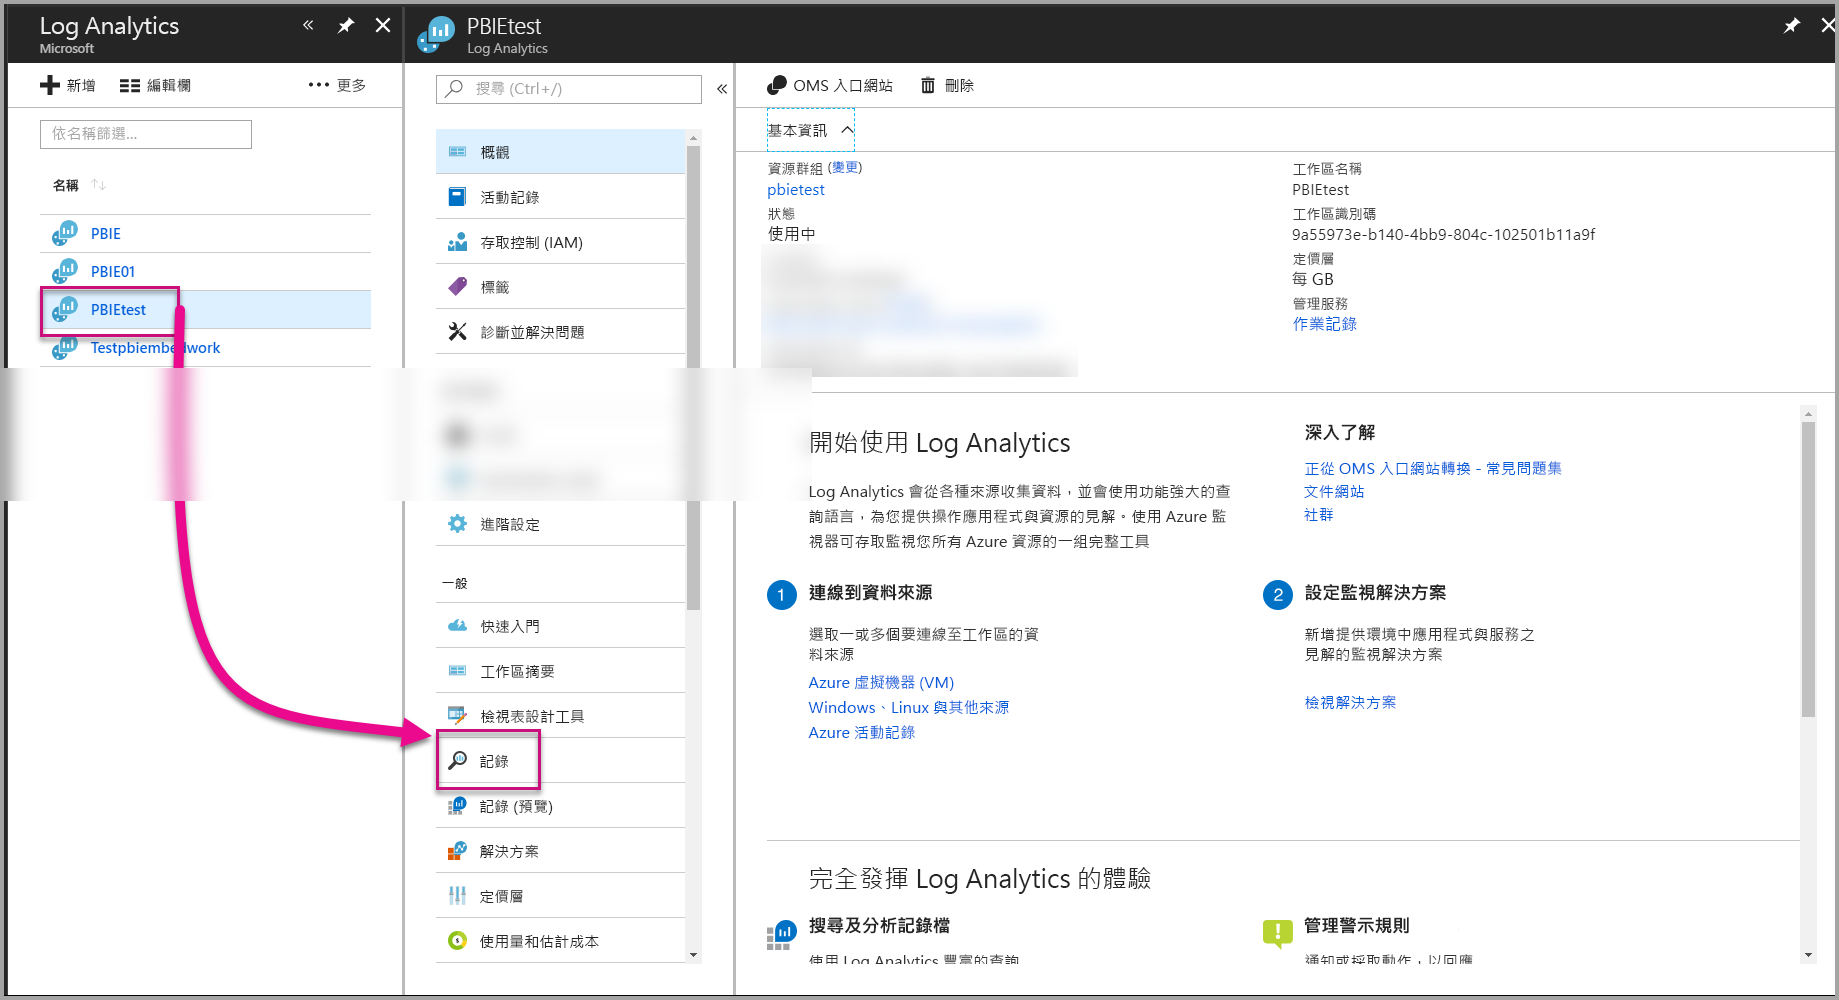 Log Analytics
Microsoft
新增
編輯欄
更多
依名稱篩選...
名稱
PBIE
PBIE01
PBIEtest
Testpbiembedwork
PBIEtest
Log Analytics
搜尋 (Ctrl+/)
概觀
活動記錄
存取控制 (IAM)
標籤
診斷並解決問題
進階設定
一般
快速入門
工作區摘要
檢視表設計工具
記錄
記錄 (預覽)
解決方案
定價層
使用量和估計成本
OMS 入口網站
刪除
基本資訊
資源群組 (變更)
pbietest
狀態
使用中
工作區名稱
PBIEtest
工作區識別碼
9a55973e-b140-4bb9-804c-102501b11a9f
定價層
每 GB
管理服務
作業記錄
開始使用 Log Analytics
Log Analytics 會從各種來源收集資料，並會使用功能強大的查
詢語言，為您提供操作應用程式與資源的見解。使用 Azure 監
視器可存取監視您所有 Azure 資源的一組完整工具
深入了解
正從 OMS 入口網站轉換 - 常見問題集
文件網站
社群
1
連線到資料來源
選取一或多個要連線至工作區的資
料來源
Azure 虛擬機器 (VM)
Windows、Linux 與其他來源
Azure 活動記錄
2
設定監視解決方案
新增提供環境中應用程式與服務之
見解的監視解決方案
檢視解決方案
完全發揮 Log Analytics 的體驗
搜尋及分析記錄檔
使用 Log Analytics 豐富的查詢
管理警示規則
通知或採取動作，以回應